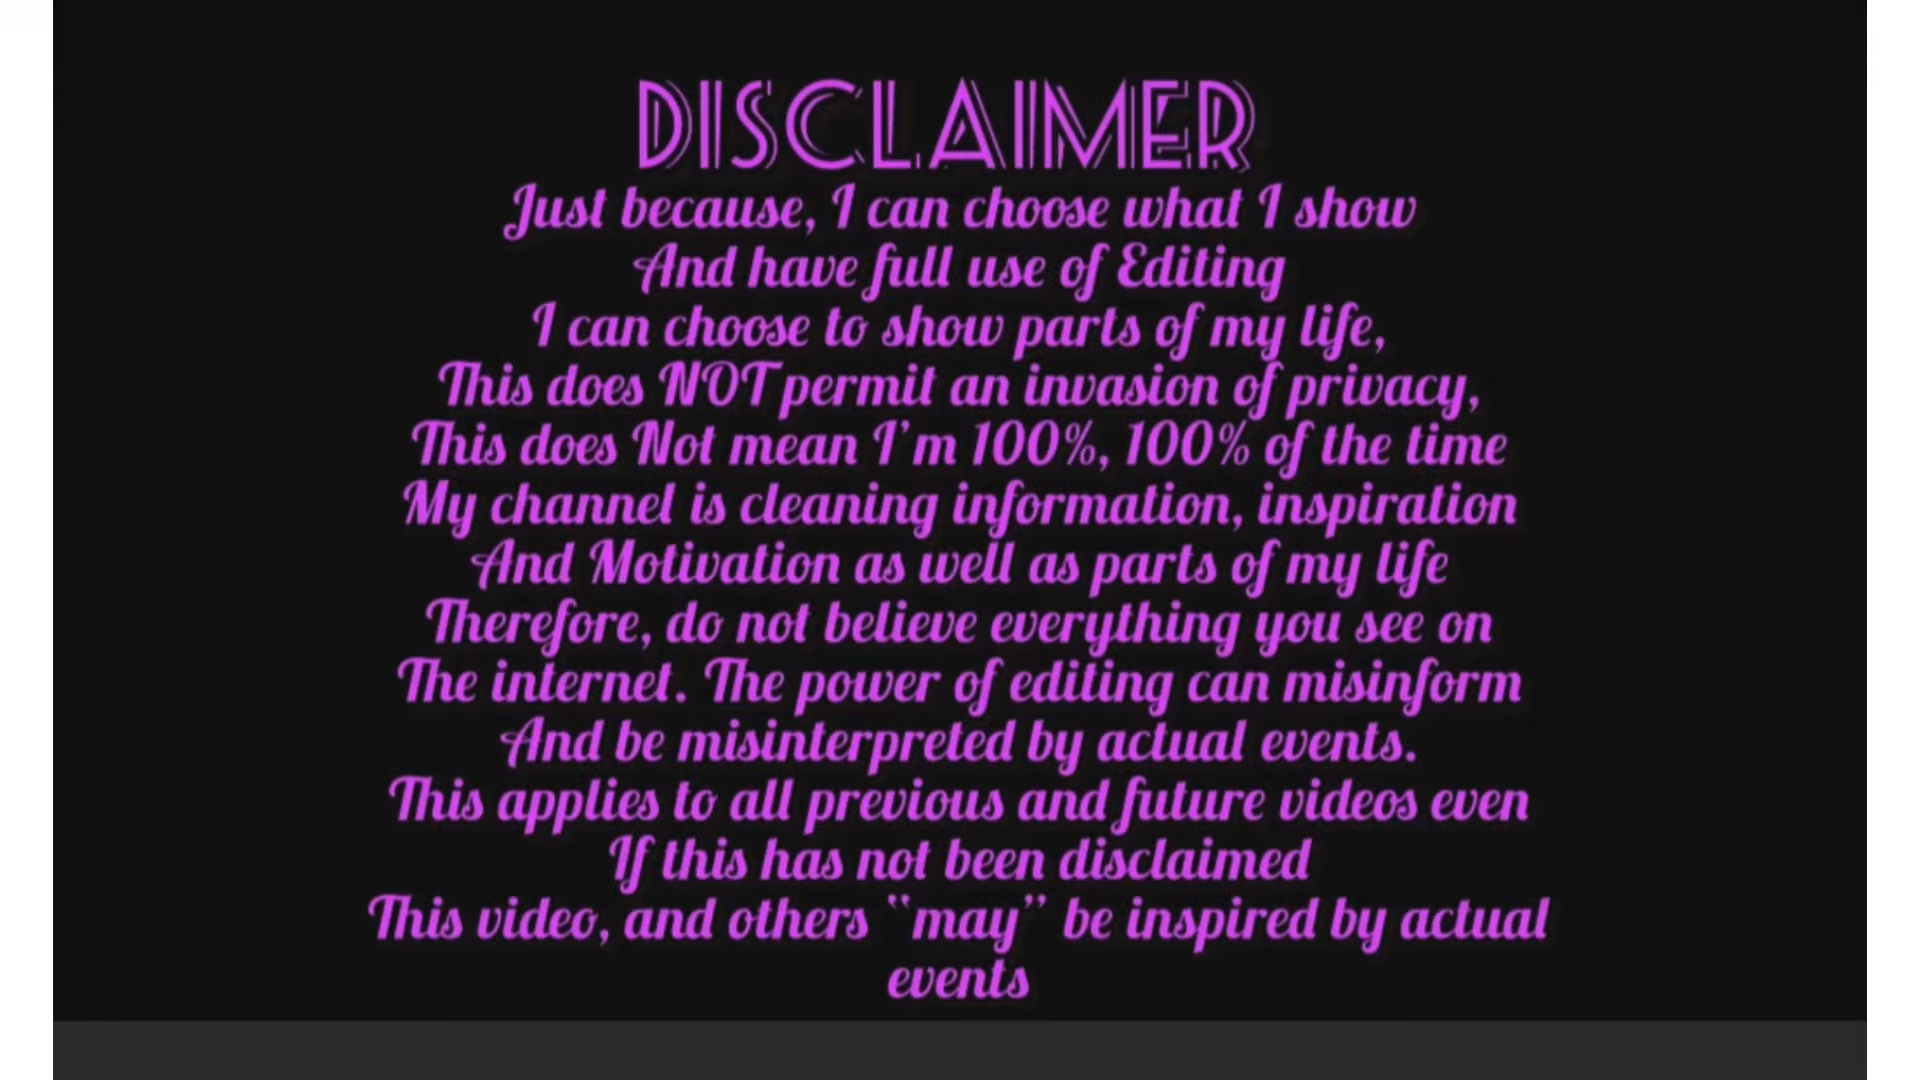 DISCLAIMER
Just because, I can choose what I show
And have full use of Editing
I can choose to show parts of my life,
This does NOT permit an invasion of privacy,
This does Not mean I'm 100%, 100% of the time
My channel is cleaning information, inspiration
And Motivation as well as parts of my life
Therefore, do not believe everything you see on
The internet. The power of editing can misinform
And be misinterpreted by actual events.
This applies to all previous and future videos even
If this has not been disclaimed
This video, and others “may” be inspired by actual
events